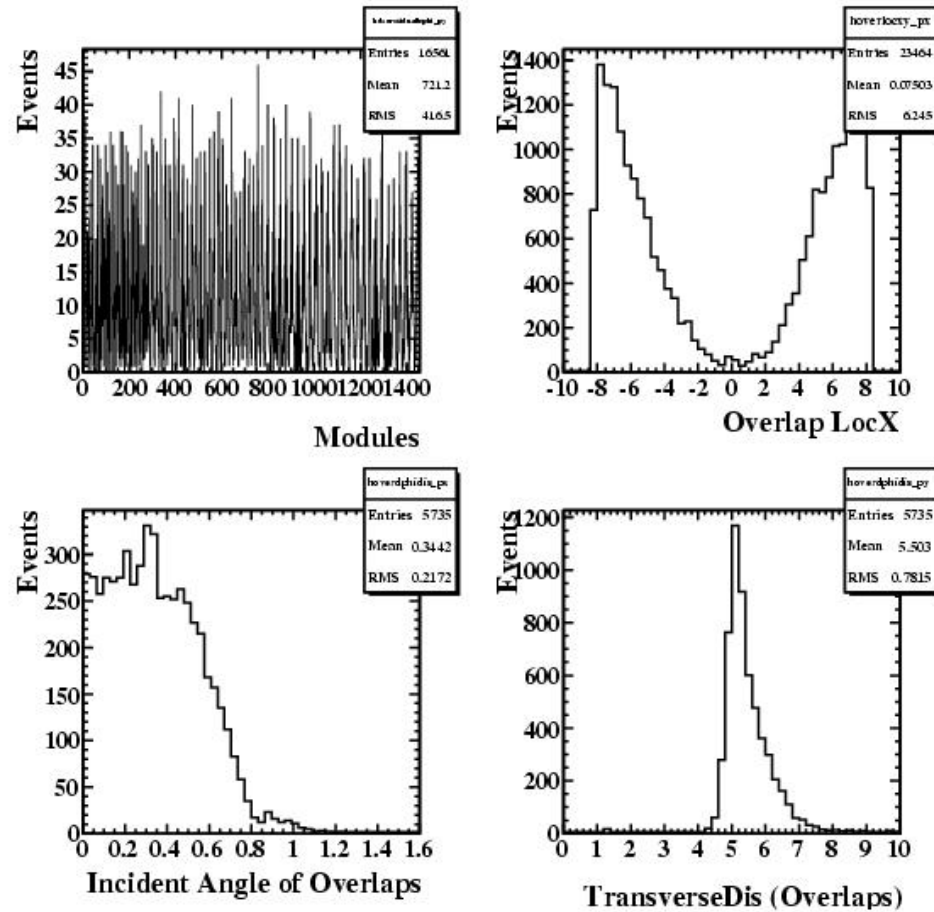 Events
45
40
35
30
25
20
15
10
5
0
0 200 400 600 800 1000 1200 1400
Modules
Entries 16561
Mean 721.2
RMS 416.5
Events
1400
1200
1000
800
600
400
200
0
-10 -8 -6 -4 -2 0 2 4 6 8 10
Overlap LocX
hoverlocxy_px
Entries 23464
Mean 0.07503
RMS 6.245
Events
300
250
200
150
100
50
0
0 0.2 0.4 0.6 0.8 1 1.2 1.4 1.6
Incident Angle of Overlaps
hoverdphidis_px
Entries 5735
Mean 0.3442
RMS 0.2172
Events
1200
1000
800
600
400
200
0
0 1 2 3 4 5 6 7 8 9 10
TransverseDis (Overlaps)
hoverdphidis_py
Entries 5735
Mean 5.503
RMS 0.7815